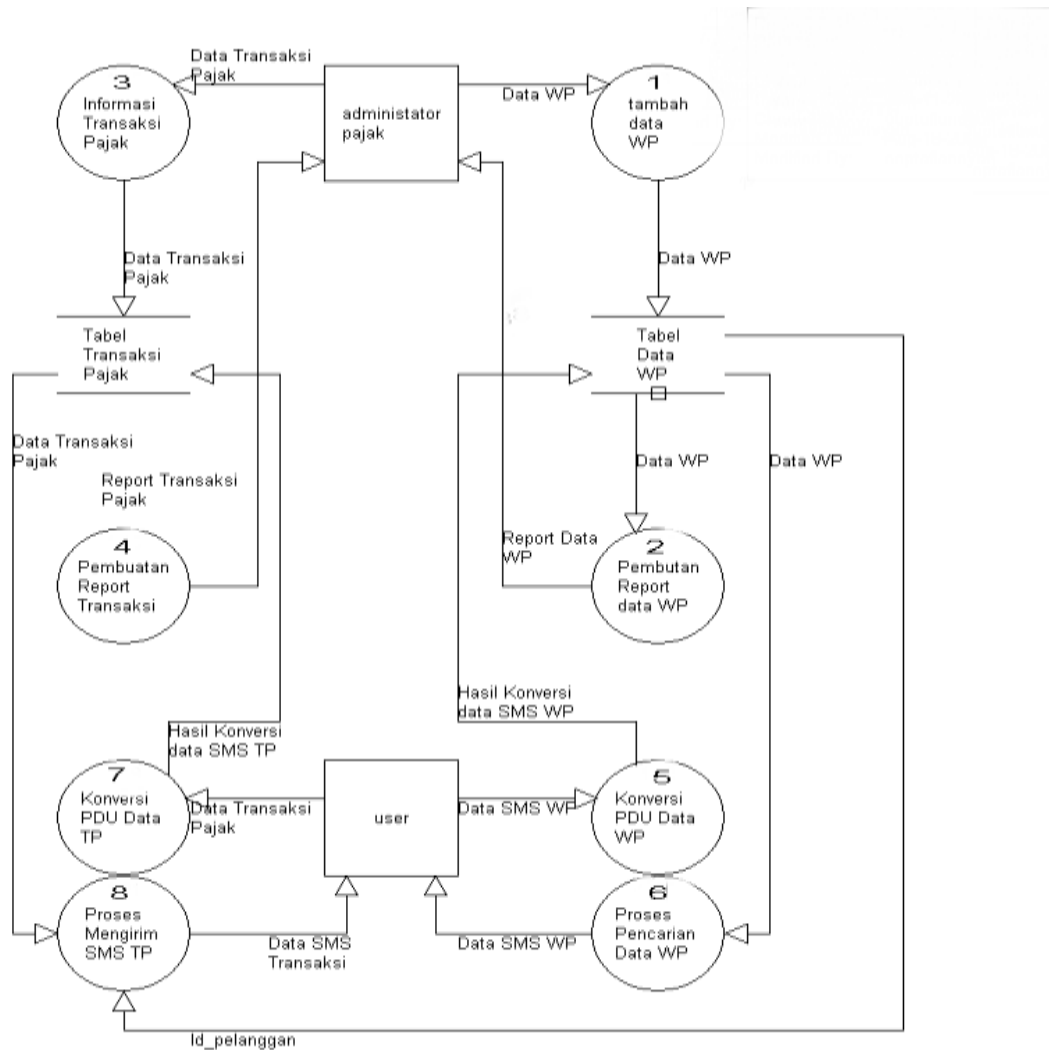 Data Transaksi
Pajak
3
Informasi
Transaksi
Pajak
administator
pajak
Data WP
1
tambah
data
WP
Data Transaksi
Pajak
Data WP
Tabel
Transaksi
Pajak
Tabel
Data
WP
Data Transaksi
Pajak
Report Transaksi
Pajak
Data WP
Data WP
4
Pembuatan
Report
Transaksi
Report Data
WP
2
Pembutan
Report
data WP
Hasil Konversi
data SMS TP
Hasil Konversi
data SMS WP
7
Konversi
PDU Data
TP
Data Transaksi
Pajak
user
Data SMS WP
5
Konversi
PDU Data
WP
8
Proses
Mengirim
SMS TP
Data SMS
Transaksi
Data SMS WP
6
Proses
Pencarian
Data WP
Id_pelanggan